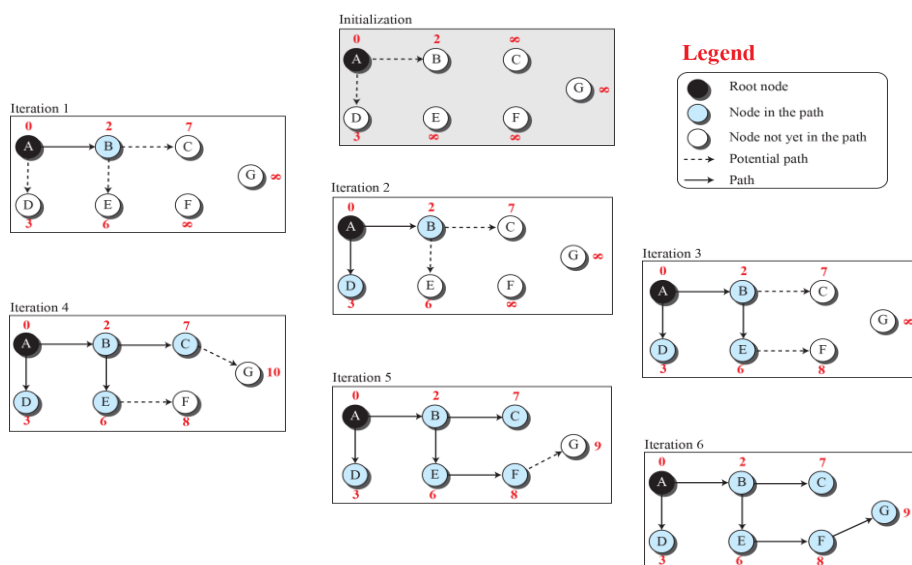 Initialization
0 2 ∞
A B C
G ∞
D E F
3 ∞ ∞
Legend
Root node
Node in the path
Node not yet in the path
Potential path
Path
Iteration 1
0 2 7
A B C
G ∞
D E F
3 6 ∞
Iteration 2
0 2 7
A B C
G ∞
D E F
3 6 ∞
Iteration 3
0 2 7
A B C
G ∞
D E F
3 6 8
Iteration 4
0 2 7
A B C
G 10
D E F
3 6 8
Iteration 5
0 2 7
A B C
G 9
D E F
3 6 8
Iteration 6
0 2 7
A B C
G 9
D E F
3 6 8